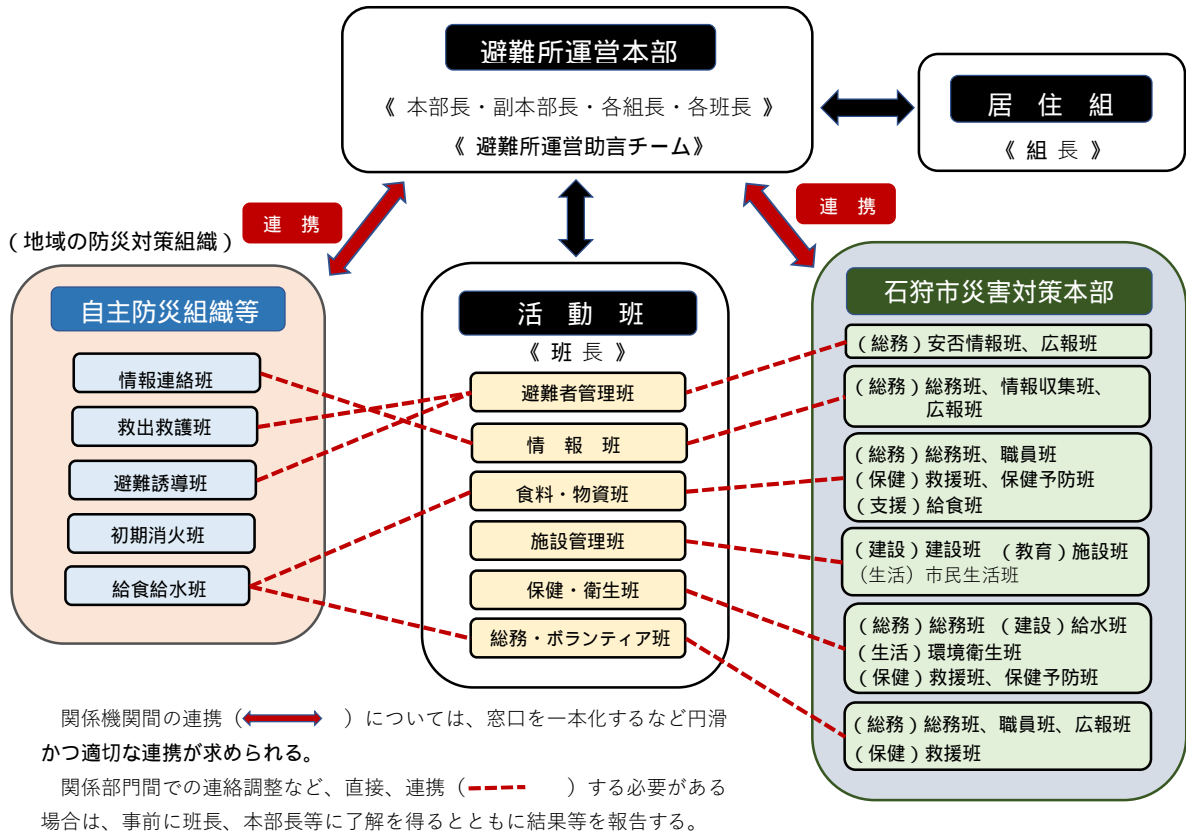 避難所運営本部
《 本部長・副本部長・各組長・各班長 》
《 避難所運営助言チーム》
居 住 組
《 組 長 》
連 携
連 携
（地域の防災対策組織）
自主防災組織等
情報連絡班
救出救護班
避難誘導班
初期消火班
給食給水班
活 動 班
《 班 長 》
避難者管理班
情 報 班
食料・物資班
施設管理班
保健・衛生班
総務・ボランティア班
石狩市災害対策本部
（総務）安否情報班、広報班
（総務）総務班、情報収集班、
広報班
（総務）総務班、職員班
（保健）救援班、保健予防班
（支援）給食班
（建設）建設班 （教育）施設班
（生活）市民生活班
（総務）総務班 （建設）給水班
（生活）環境衛生班
（保健）救援班、保健予防班
（総務）総務班、職員班、広報班
（保健）救援班
関係機関間の連携（ ）については、窓口を一本化するなど円滑
かつ適切な連携が求められる。
関係部門間での連絡調整など、直接、連携（ ）する必要がある
場合は、事前に班長、本部長等に了解を得るとともに結果等を報告する。